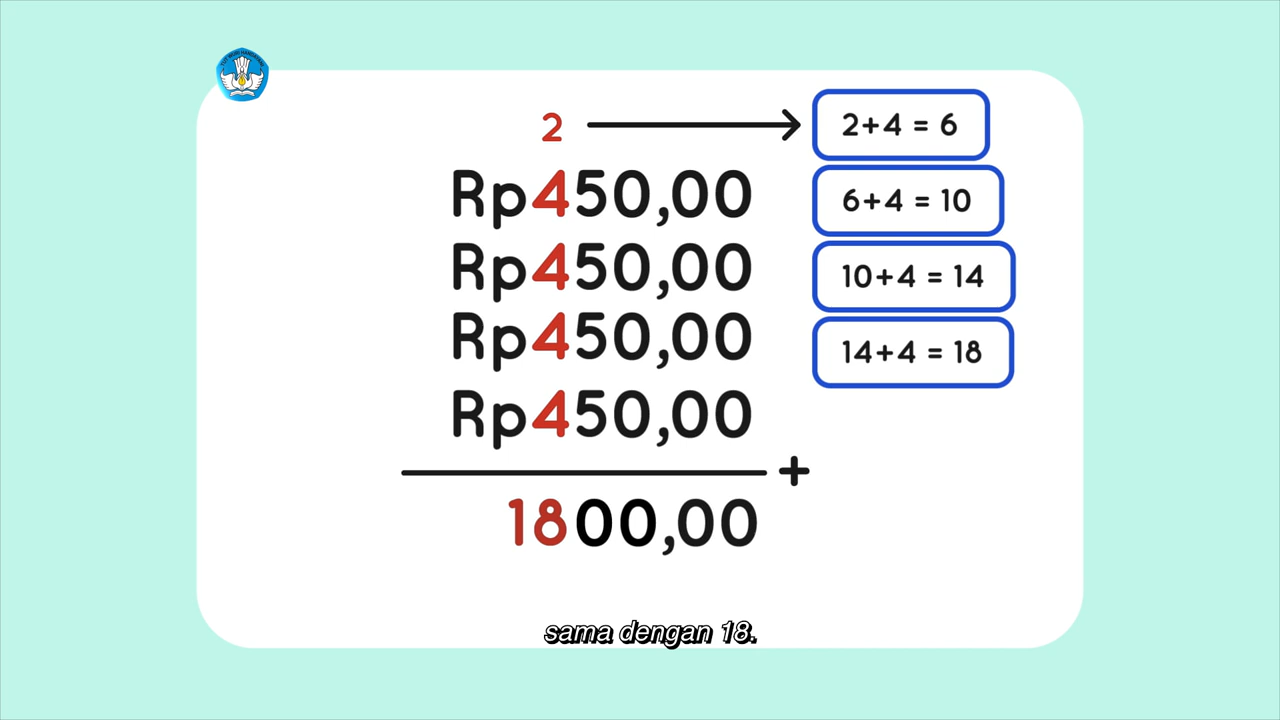 2
2+4 = 6
Rp450,00
6+4 = 10
Rp450,00
10+4 = 14
Rp450,00
14+4 = 18
Rp450,00
+
1800,00
sama dengan 18.